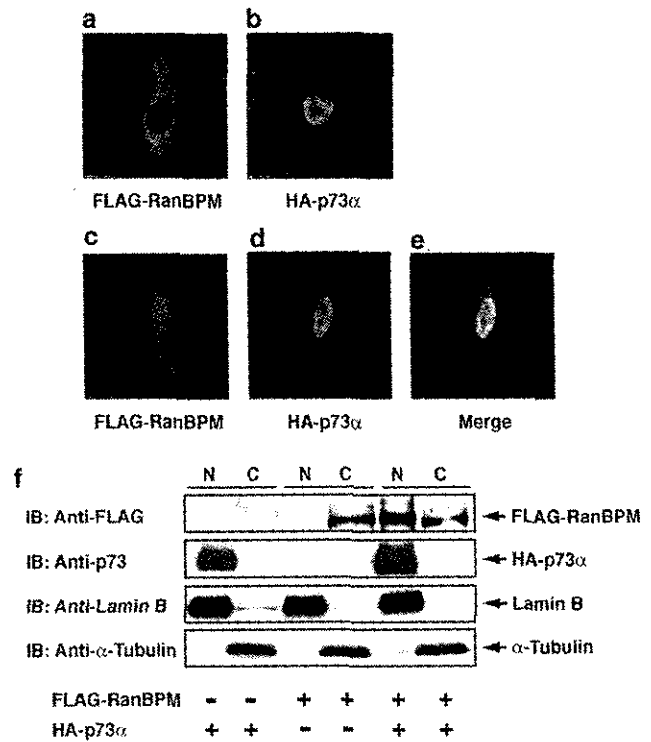 a
b
FLAG-RanBPM
HA-p73α
c
d
e
FLAG-RanBPM
HA-p73α
Merge
f
N C N C N C
IB: Anti-FLAG
FLAG-RanBPM
IB: Anti-p73
HA-p73α
IB: Anti-Lamin B
Lamin B
IB: Anti-α-Tubulin
α-Tubulin
FLAG-RanBPM - - + + + +
HA-p73α + + - - + +